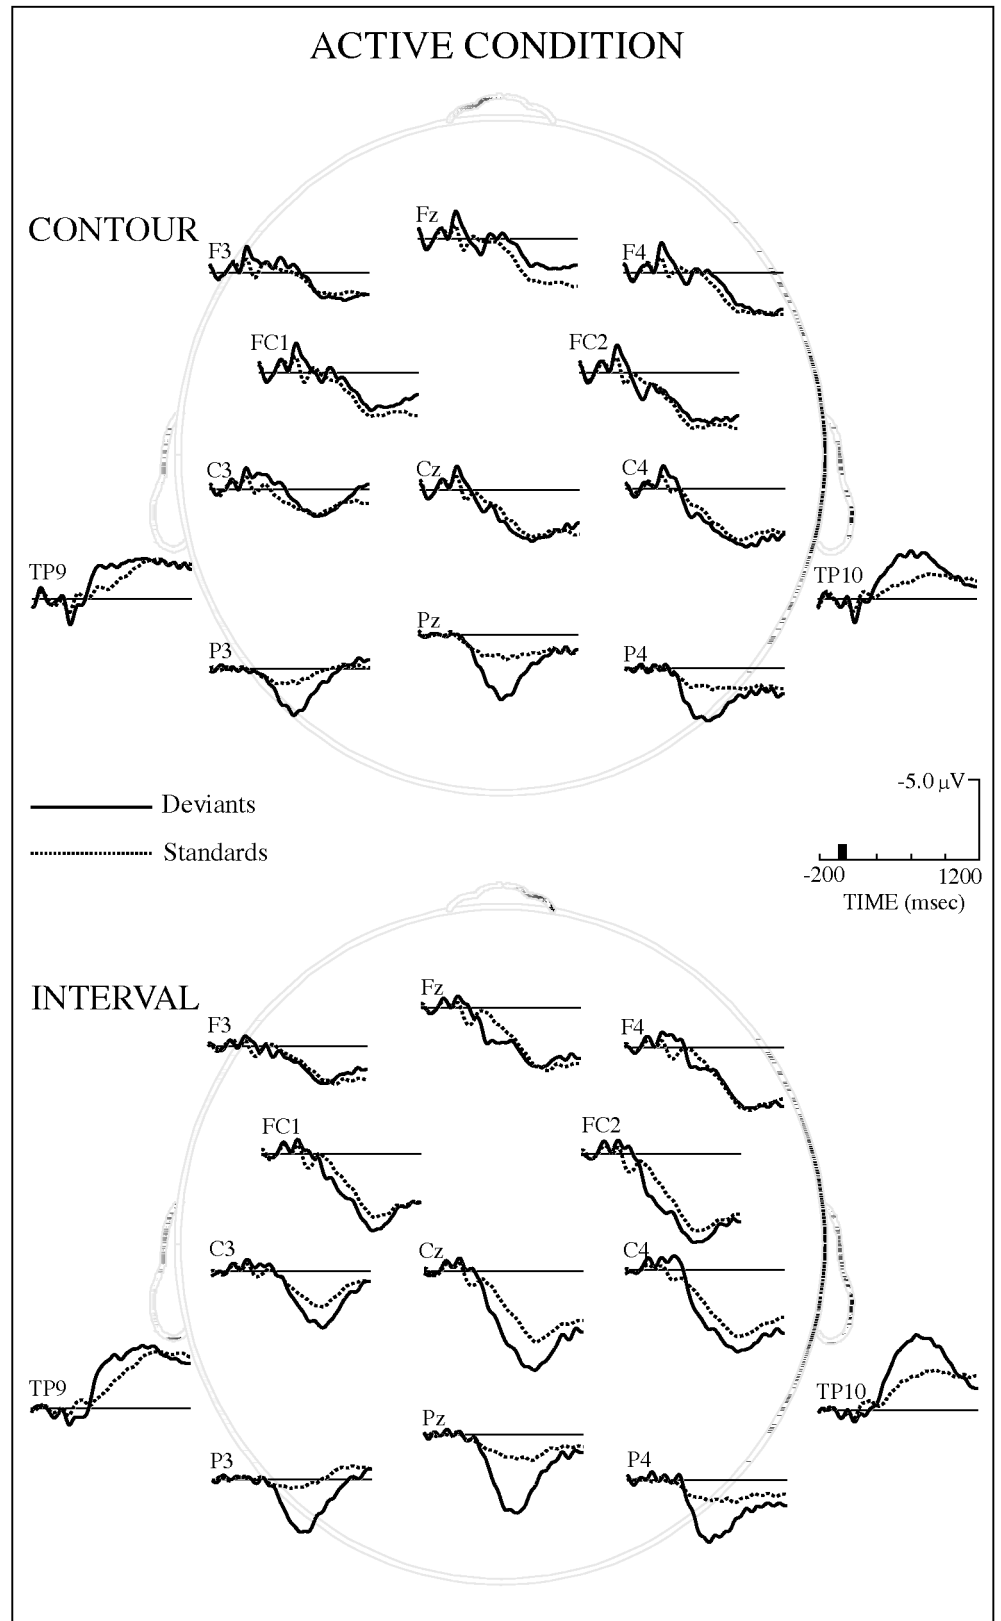 ACTIVE CONDITION
CONTOUR
Fz
F3
F4
FC1
FC2
C3
Cz
C4
TP9
TP10
Pz
P3
P4
-5.0 μV
Deviants
Standards
-200
1200
TIME (msec)
INTERVAL
Fz
F3
F4
FC1
FC2
C3
Cz
C4
TP9
TP10
Pz
P3
P4